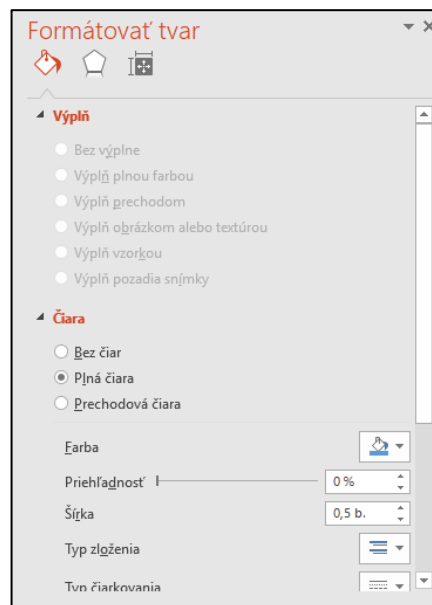 Formátovať tvar
Výplň
Bez výplne
Výplň plnou farbou
Výplň prechodom
Výplň obrázkom alebo textúrou
Výplň vzorkou
Výplň pozadia snímky
Čiara
Bez čiar
Plná čiara
Prechodová čiara
Farba
Priehľadnosť 0 %
Šírka 0,5 b.
Typ zloženia
Typ čiarkovania